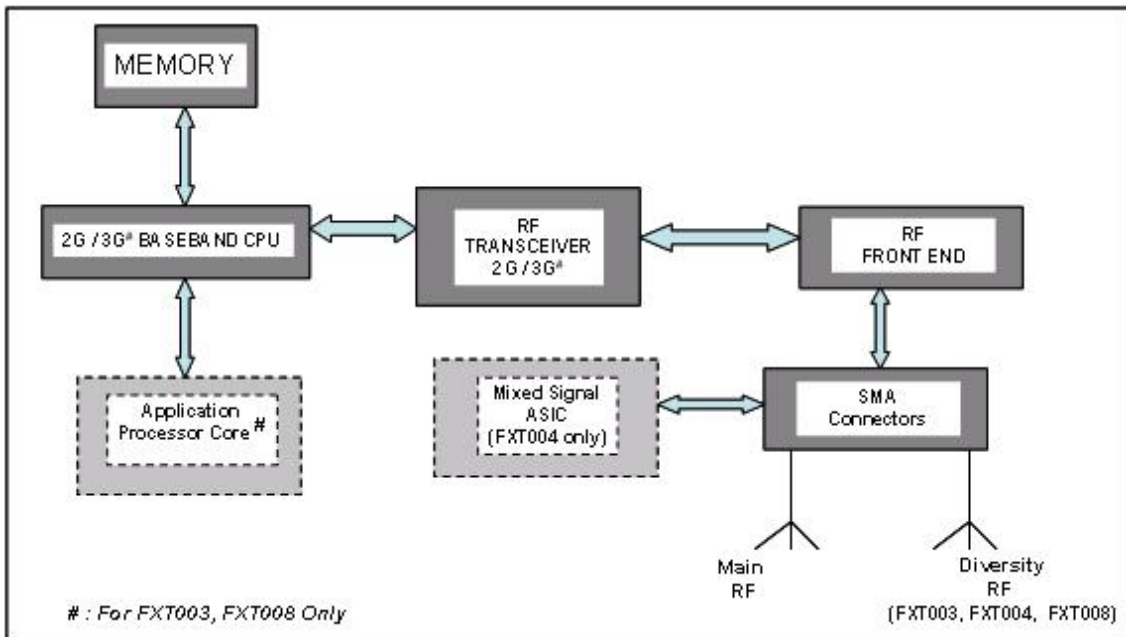 MEMORY
2G / 3G# BASEBAND CPU
RF
TRANSCEIVER
2G / 3G#
RF
FRONT END
Application
Processor Core #
Mixed Signal
ASIC
(FXT004 only)
SMA
Connectors
Main
RF
Diversity
RF
(FXT003, FXT004, FXT008)
# : For FXT003, FXT008 Only